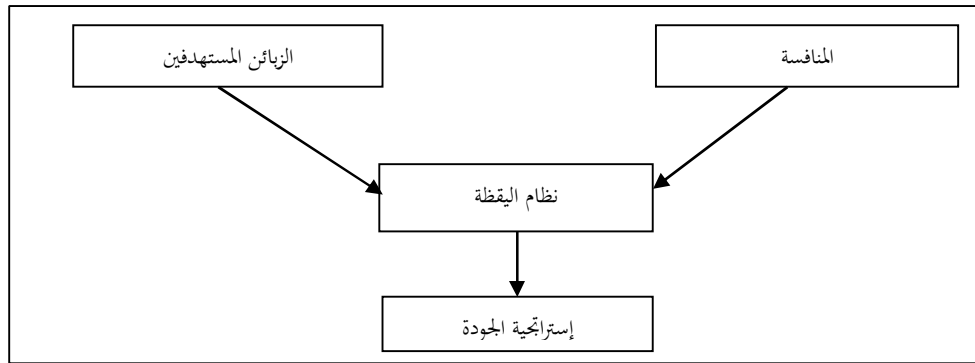 المنافسة
الزبائن المستهدفين
نظام اليقظة
إستراتجية الجودة